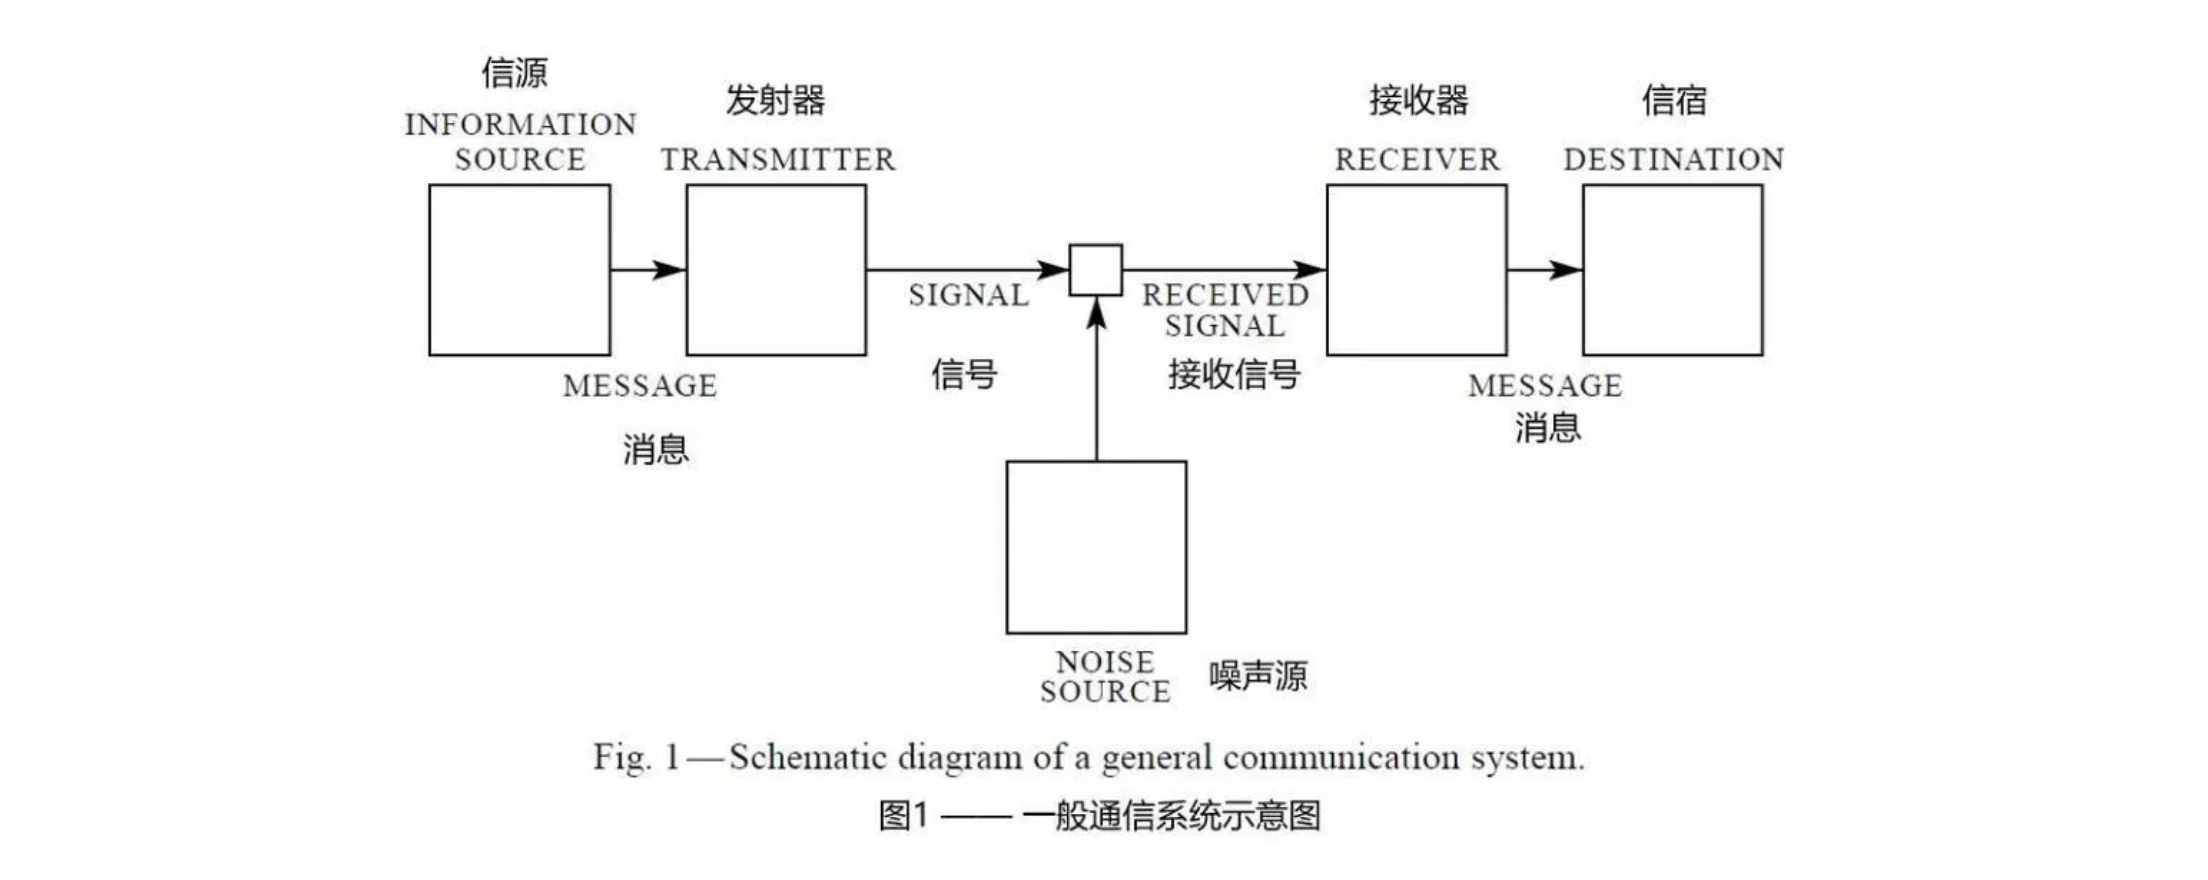 信源
INFORMATION
SOURCE
发射器
TRANSMITTER
接收器
RECEIVER
信宿
DESTINATION
MESSAGE
消息
SIGNAL
信号
RECEIVED
SIGNAL
接收信号
MESSAGE
消息
NOISE
SOURCE
噪声源
Fig. 1—Schematic diagram of a general communication system.
图1 —— 一般通信系统示意图